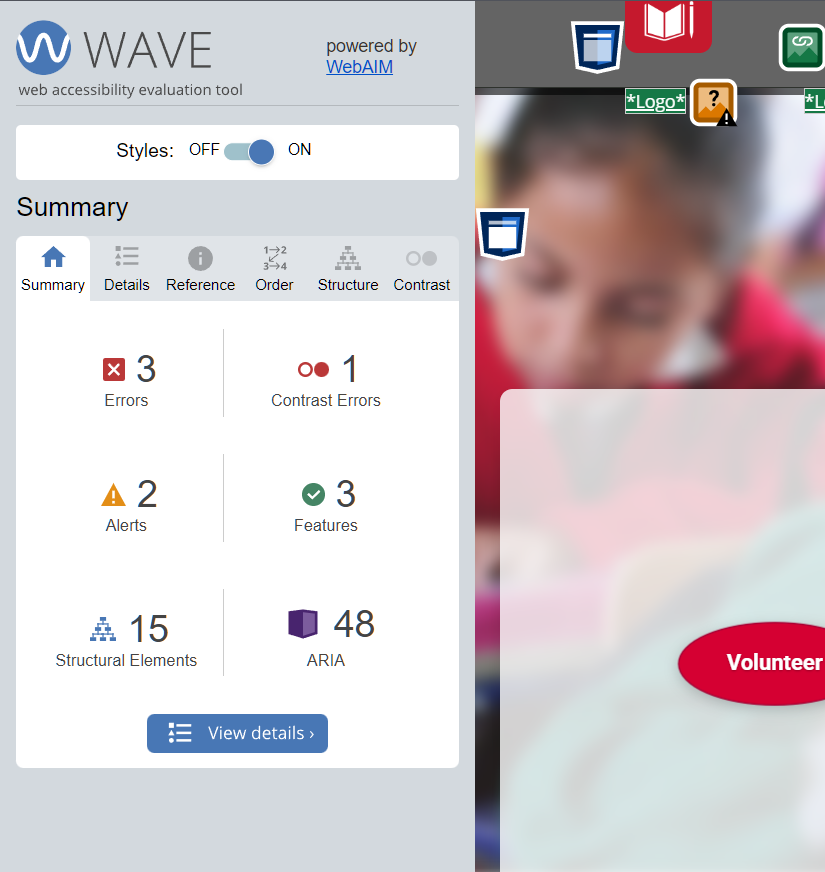 WAVE
web accessibility evaluation tool
powered by
WebAIM
Styles: OFF ON
Summary
Summary Details Reference Order Structure Contrast
3
Errors
1
Contrast Errors
2
Alerts
3
Features
15
Structural Elements
48
ARIA
View details ›
*Logo*
Volunteer